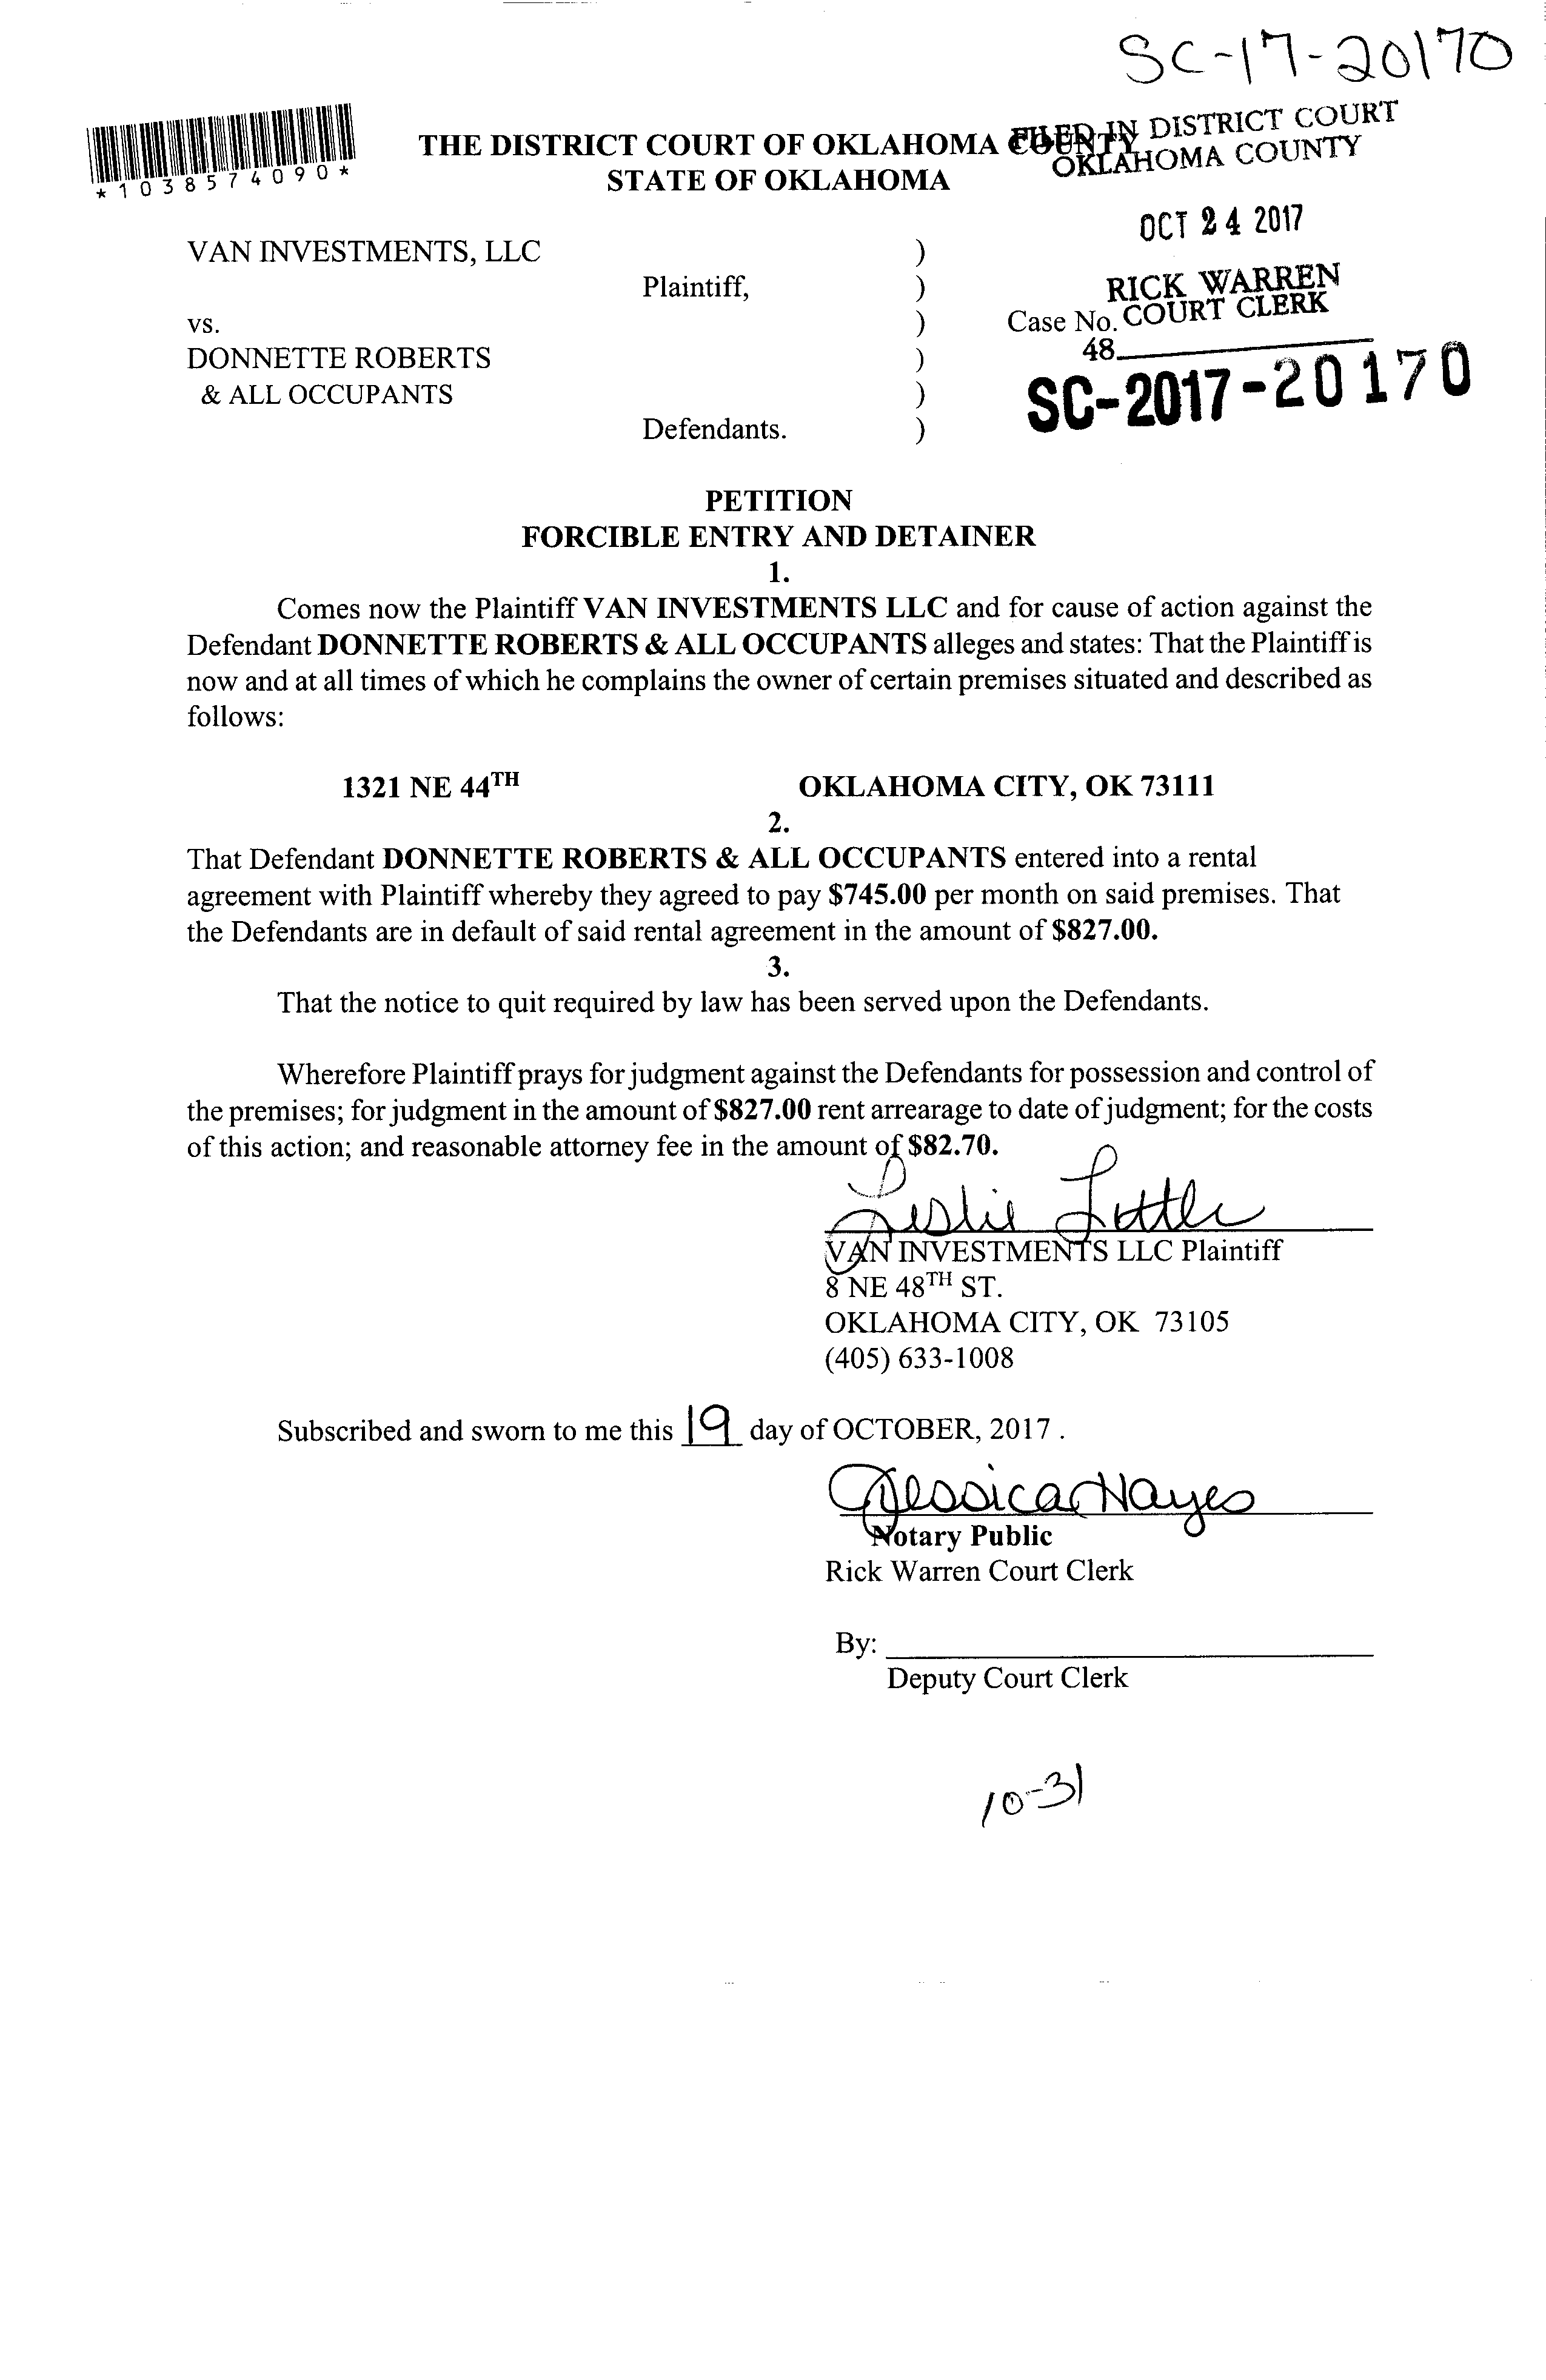 SC-17-20170
*1038574090*
THE DISTRICT COURT OF OKLAHOMA COUNTY
STATE OF OKLAHOMA
FILED IN DISTRICT COURT
OKLAHOMA COUNTY
OCT 24 2017
RICK WARREN
COURT CLERK
VAN INVESTMENTS, LLC )
Plaintiff, )
vs. ) Case No.
DONNETTE ROBERTS ) 48
& ALL OCCUPANTS ) SC-2017-20170
Defendants. )
PETITION
FORCIBLE ENTRY AND DETAINER
1.
Comes now the Plaintiff VAN INVESTMENTS LLC and for cause of action against the
Defendant DONNETTE ROBERTS & ALL OCCUPANTS alleges and states: That the Plaintiff is
now and at all times of which he complains the owner of certain premises situated and described as
follows:
1321 NE 44TH OKLAHOMA CITY, OK 73111
2.
That Defendant DONNETTE ROBERTS & ALL OCCUPANTS entered into a rental
agreement with Plaintiff whereby they agreed to pay $745.00 per month on said premises. That
the Defendants are in default of said rental agreement in the amount of $827.00.
3.
That the notice to quit required by law has been served upon the Defendants.
Wherefore Plaintiff prays for judgment against the Defendants for possession and control of
the premises; for judgment in the amount of $827.00 rent arrearage to date of judgment; for the costs
of this action; and reasonable attorney fee in the amount of $82.70.
Leslie
VAN INVESTMENTS LLC Plaintiff
8 NE 48TH ST.
OKLAHOMA CITY, OK 73105
(405) 633-1008
Subscribed and sworn to me this 19 day of OCTOBER, 2017 .
Jessica Hayes
Notary Public
Rick Warren Court Clerk
By:
Deputy Court Clerk
10-31